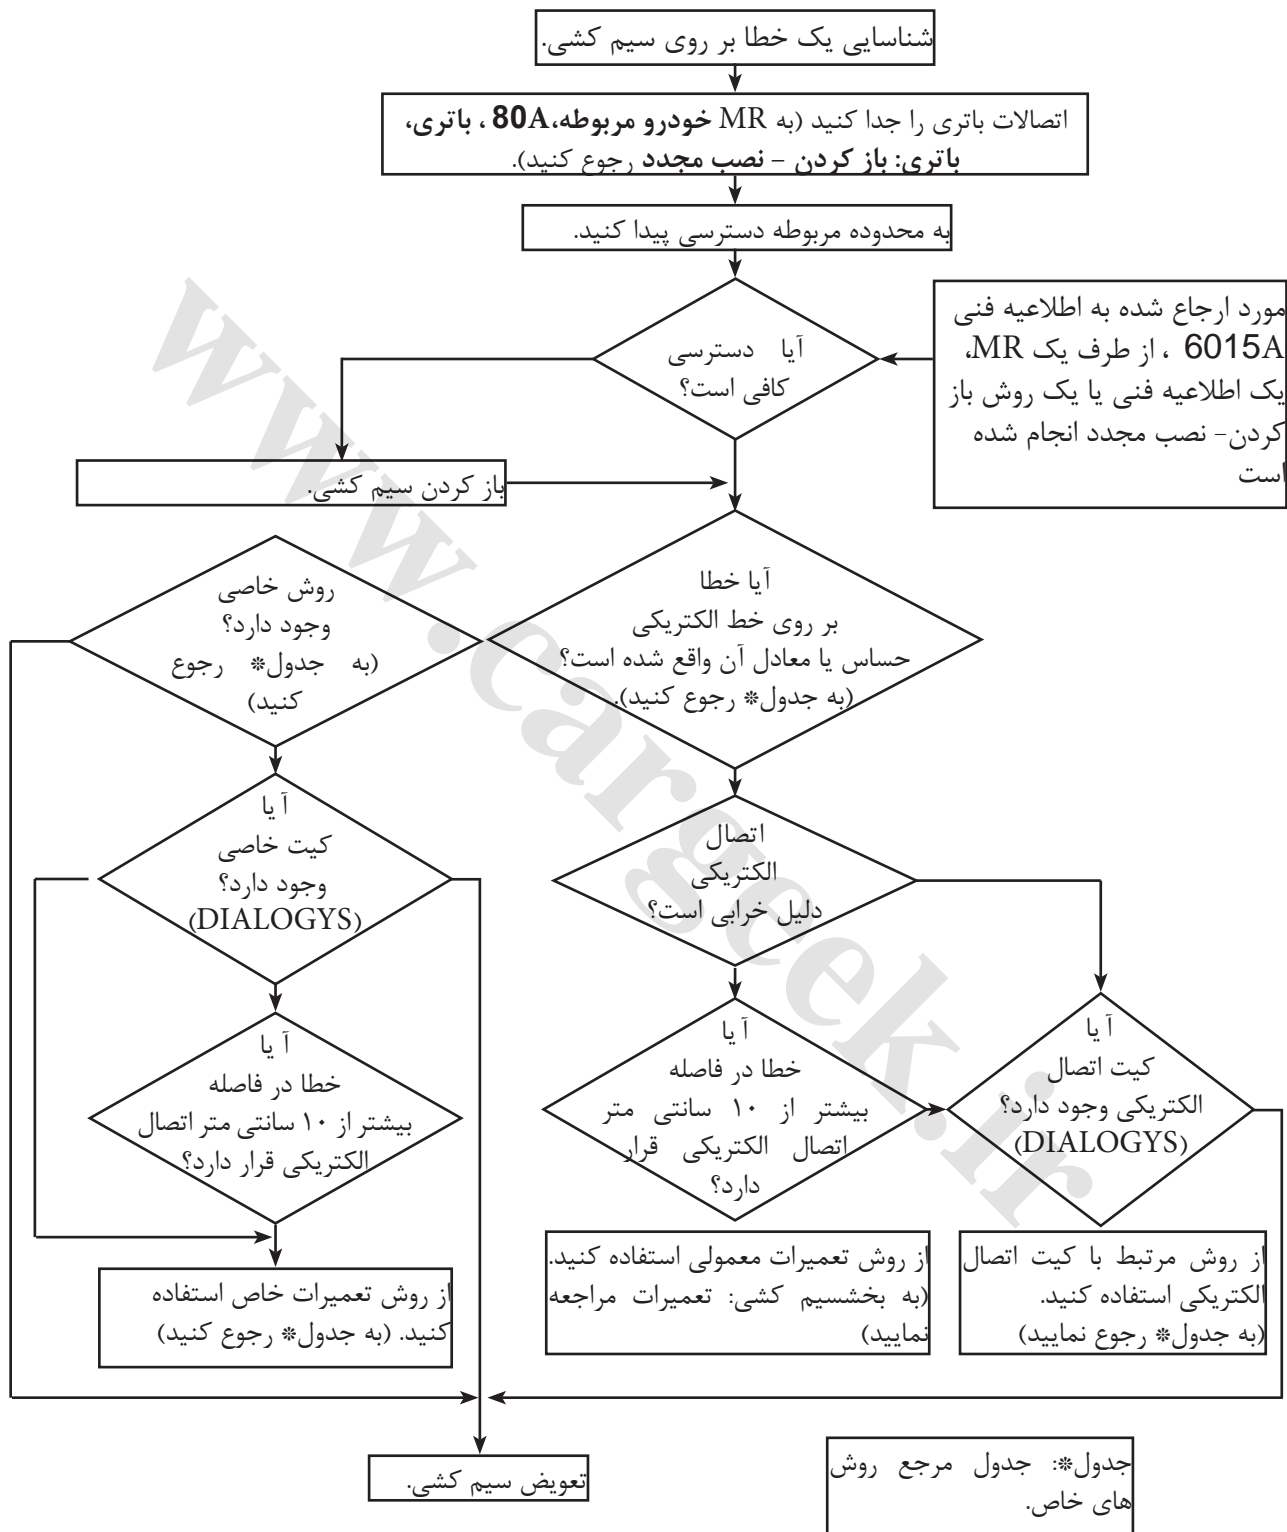 شناسایی یک خطا بر روی سیم کشی.
اتصالات باتری را جدا کنید (به MR خودرو مربوطه،80A ، باتری،
باتری: باز کردن - نصب مجدد رجوع کنید).
به محدوده مربوطه دسترسی پیدا کنید.
مورد ارجاع شده به اطلاعیه فنی
6015A ، از طرف یک MR،
یک اطلاعیه فنی یا یک روش باز
کردن- نصب مجدد انجام شده
است
آیا دسترسی
کافی است؟
باز کردن سیم کشی.
آیا خطا
بر روی خط الکتریکی
حساس یا معادل آن واقع شده است؟
(به جدول* رجوع کنید).
روش خاصی
وجود دارد؟
(به جدول* رجوع
کنید)
آیا
کیت خاصی
وجود دارد؟
(DIALOGYS)
اتصال
الکتریکی
دلیل خرابی است؟
آیا
کیت اتصال
الکتریکی وجود دارد؟
(DIALOGYS)
آیا
خطا در فاصله
بیشتر از ۱۰ سانتی متر
اتصال الکتریکی قرار
دارد؟
آیا
خطا در فاصله
بیشتر از ۱۰ سانتی متر اتصال
الکتریکی قرار دارد؟
از روش مرتبط با کیت اتصال
الکتریکی استفاده کنید.
(به جدول* رجوع نمایید)
از روش تعمیرات معمولی استفاده کنید.
(به بخشسیم کشی: تعمیرات مراجعه
نمایید)
از روش تعمیرات خاص استفاده
کنید. (به جدول* رجوع کنید)
تعویض سیم کشی.
جدول*: جدول مرجع روش
های خاص.
www.cargeek.ir